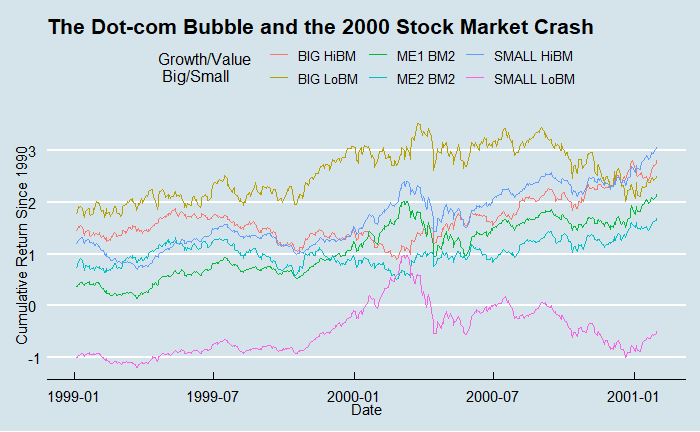 The Dot-com Bubble and the 2000 Stock Market Crash
Growth/Value
Big/Small
BIG HiBM
ME1 BM2
SMALL HiBM
BIG LoBM
ME2 BM2
SMALL LoBM
Cumulative Return Since 1990
3
2
1
0
-1
1999-01
1999-07
2000-01
2000-07
2001-01
Date